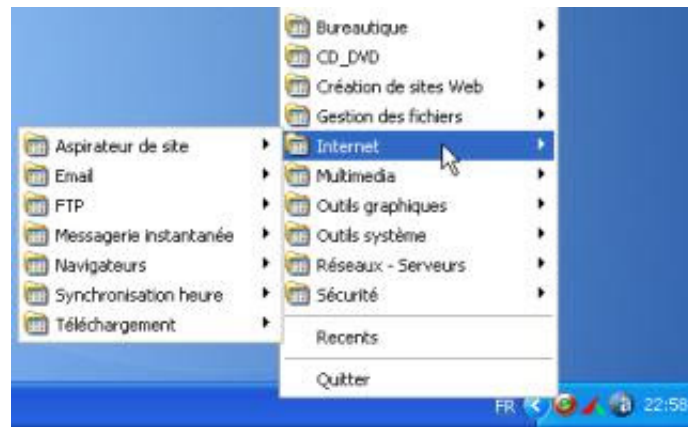 Bureautique
CD_DVD
Création de sites Web
Gestion des fichiers
Internet
Multimedia
Outils graphiques
Outils système
Réseaux - Serveurs
Sécurité
Recents
Quitter
Aspirateur de site
Email
FTP
Messagerie instantanée
Navigateurs
Synchronisation heure
Téléchargement
FR
22:58